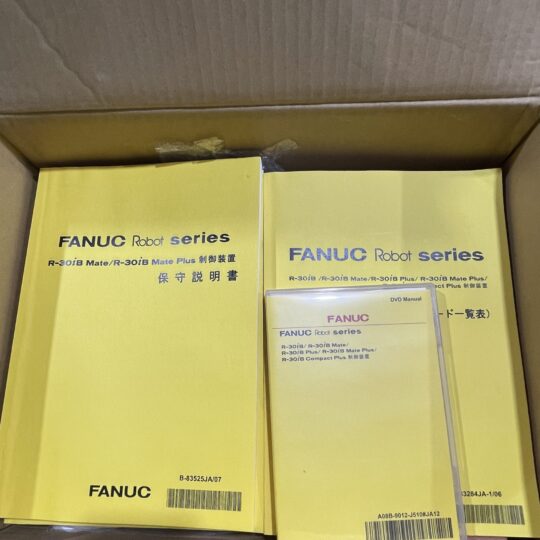 FANUC Robot series
R-30iB Mate/R-30iB Mate Plus 制御装置
保守説明書
B-83525JA/07
FANUC
FANUC Robot series
R-30iB /R-30iB Mate/R-30iB Plus/ R-30iB Mate Plus/
制御装置
ード一覧表)
83284JA-1/06
DVD Manual
FANUC
FANUC Robot series
R-30iB/ R-30iB Mate/
R-30iB Plus/ R-30iB Mate Plus/
R-30iB Compact Plus 制御装置
A08B-9012-J510#JA12